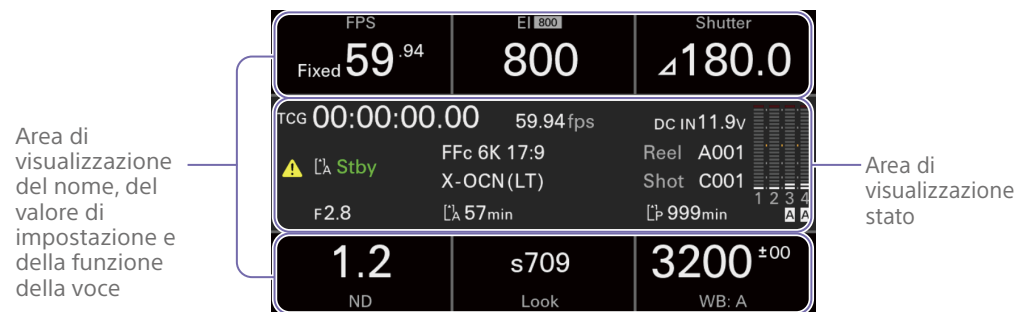 FPS
EI 800
Shutter
Fixed 59 .94
800
⊿180.0
TCG 00:00:00.00
59.94 fps
DC IN 11.9V
A Stby
FFc 6K 17:9
Reel A001
X-OCN(LT)
Shot C001
F2.8
A 57min
P 999min
1 2 3 4
A A
1.2
s709
3200 ±00
ND
Look
WB: A
Area di
visualizzazione
del nome, del
valore di
impostazione e
della funzione
della voce
Area di
visualizzazione
stato